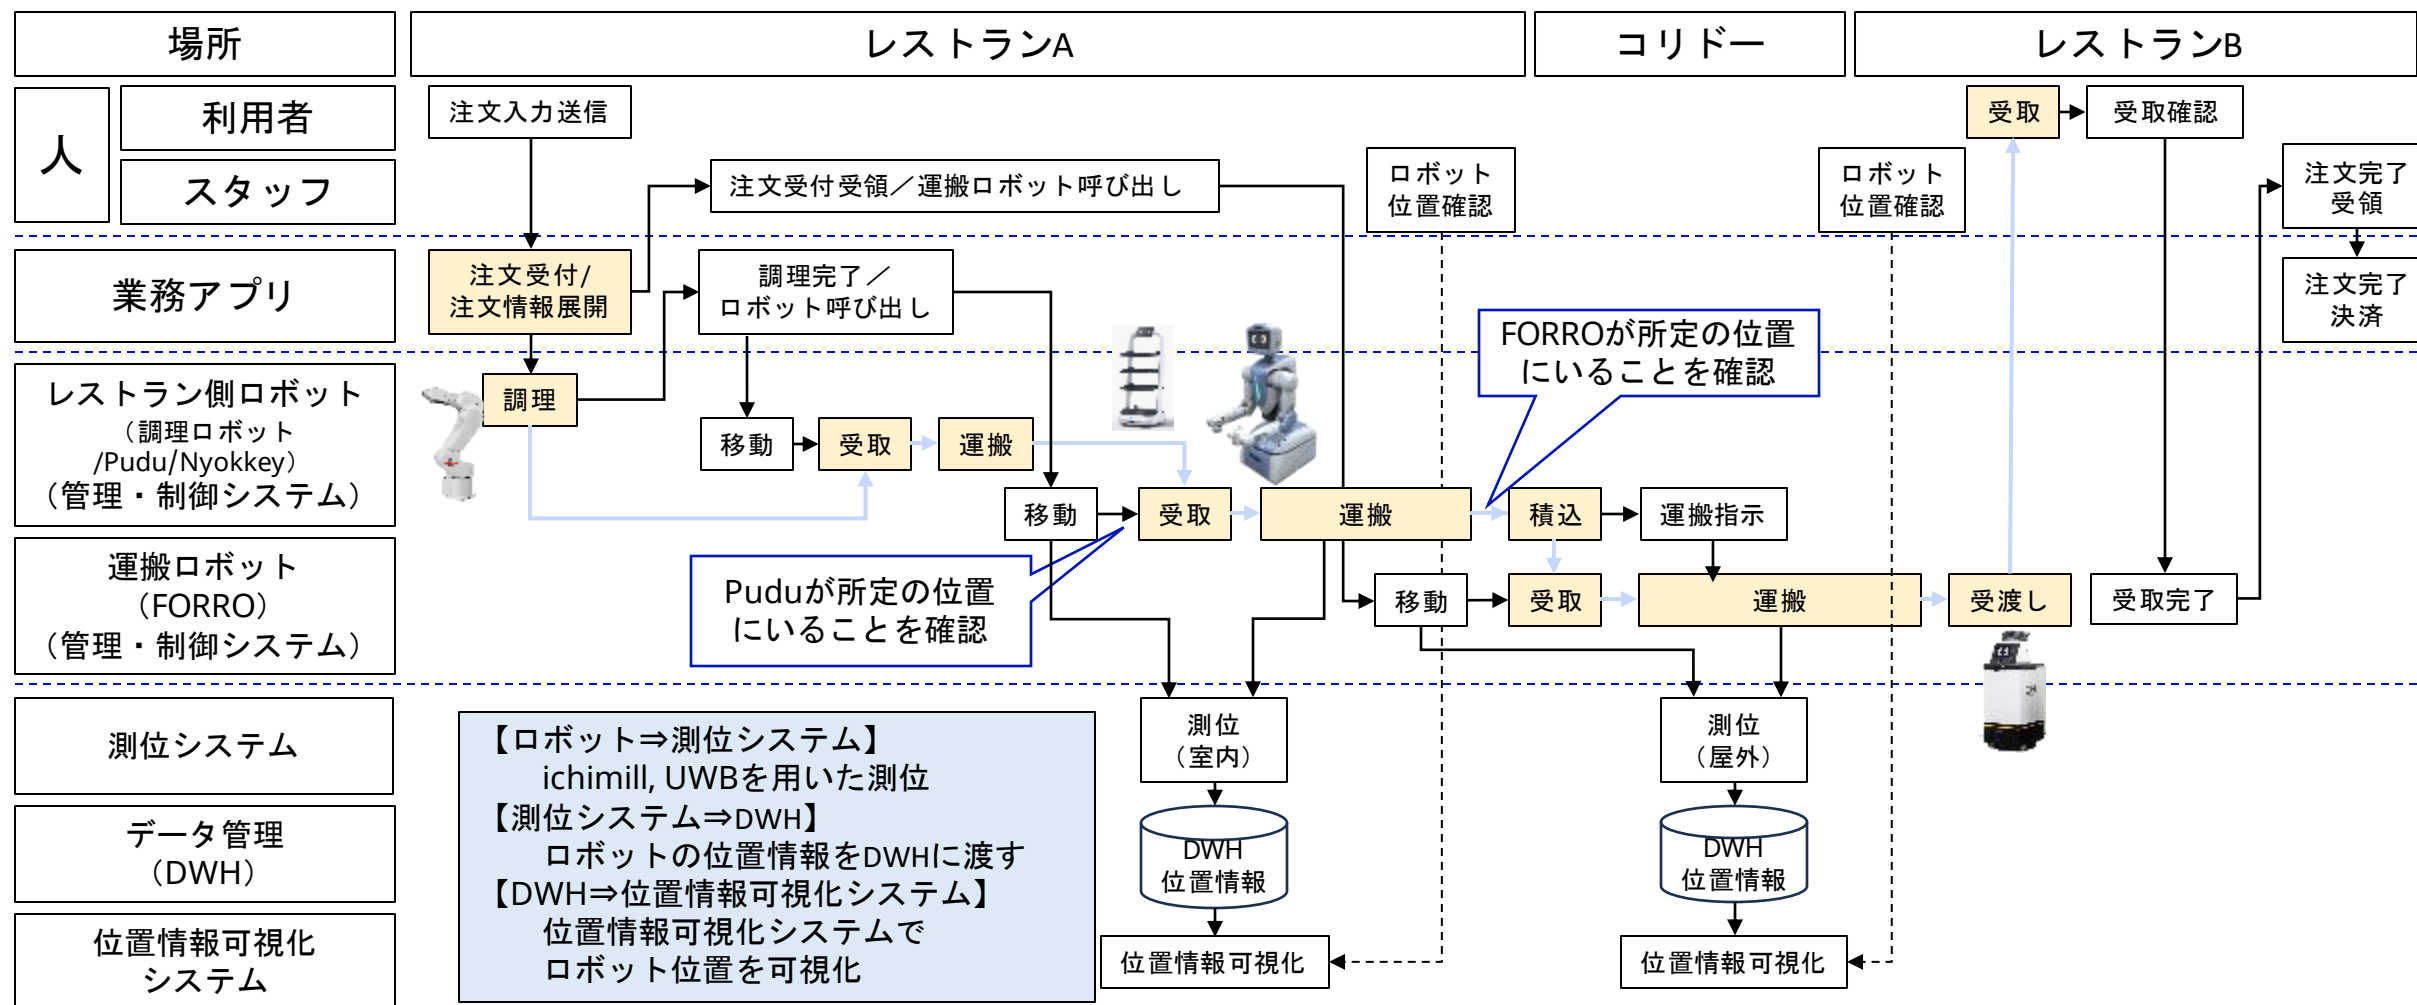 場所
レストランA
コリドー
レストランB
人
利用者
スタッフ
注文入力送信
注文受付受領／運搬ロボット呼び出し
ロボット
位置確認
ロボット
位置確認
受取
受取確認
注文完了
受領
業務アプリ
注文受付/
注文情報展開
調理完了／
ロボット呼び出し
注文完了
決済
FORROが所定の位置
にいることを確認
レストラン側ロボット
（調理ロボット
/Pudu/Nyokkey）
（管理・制御システム）
調理
移動
受取
運搬
移動
受取
運搬
積込
運搬指示
Puduが所定の位置
にいることを確認
運搬ロボット
（FORRO）
（管理・制御システム）
移動
受取
運搬
受渡し
受取完了
測位システム
測位
（室内）
測位
（屋外）
【ロボット⇒測位システム】
ichimill, UWBを用いた測位
【測位システム⇒DWH】
ロボットの位置情報をDWHに渡す
【DWH⇒位置情報可視化システム】
位置情報可視化システムで
ロボット位置を可視化
データ管理
（DWH）
DWH
位置情報
DWH
位置情報
位置情報可視化
システム
位置情報可視化
位置情報可視化